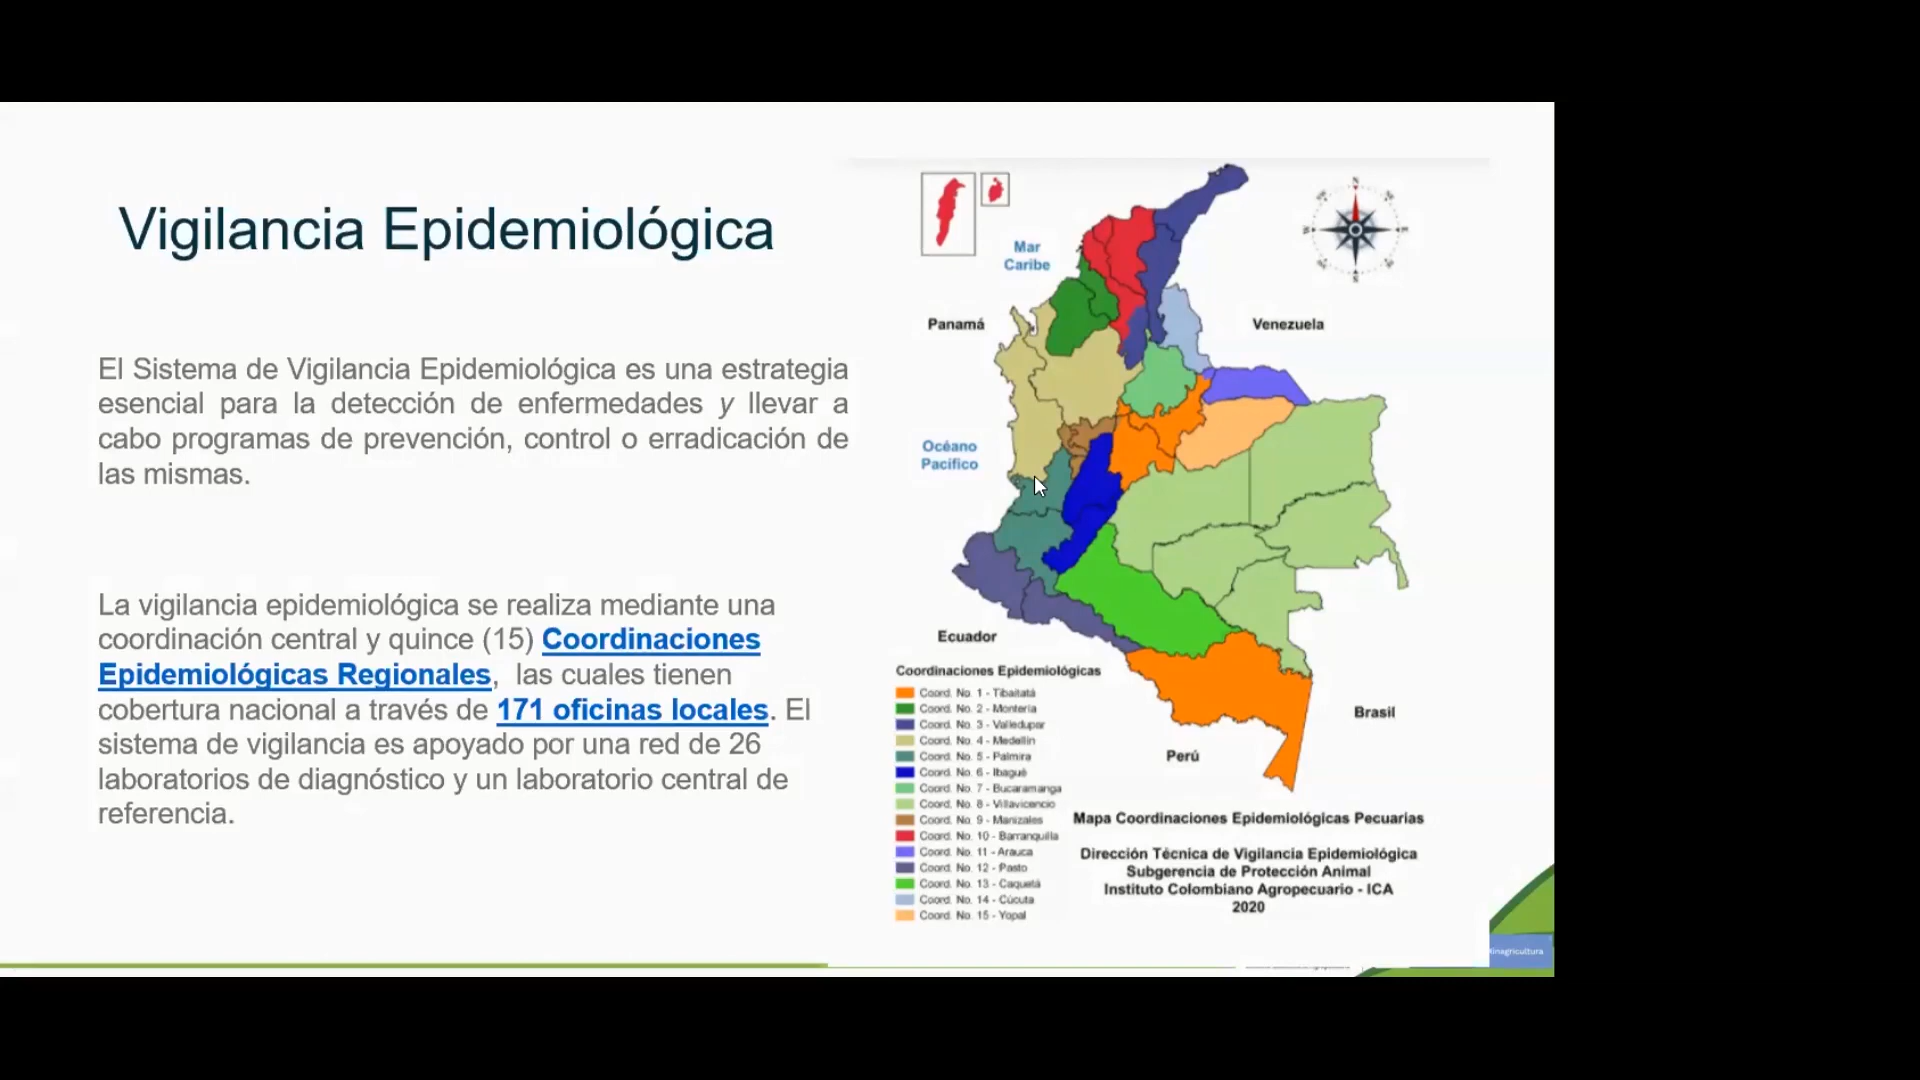 Vigilancia Epidemiológica
El Sistema de Vigilancia Epidemiológica es una estrategia
esencial para la detección de enfermedades y llevar a
cabo programas de prevención, control o erradicación de
las mismas.
La vigilancia epidemiológica se realiza mediante una
coordinación central y quince (15) Coordinaciones
Epidemiológicas Regionales, las cuales tienen
cobertura nacional a través de 171 oficinas locales. El
sistema de vigilancia es apoyado por una red de 26
laboratorios de diagnóstico y un laboratorio central de
referencia.
Mar
Caribe
Panamá
Venezuela
Océano
Pacífico
Ecuador
Brasil
Perú
Coordinaciones Epidemiológicas
Coord. No. 1 - Tibaitatá
Coord. No. 2 - Montería
Coord. No. 3 - Valledupar
Coord. No. 4 - Medellín
Coord. No. 5 - Palmira
Coord. No. 6 - Ibagué
Coord. No. 7 - Bucaramanga
Coord. No. 8 - Villavicencio
Coord. No. 9 - Manizales
Coord. No. 10 - Barranquilla
Coord. No. 11 - Arauca
Coord. No. 12 - Pasto
Coord. No. 13 - Caquetá
Coord. No. 14 - Cúcuta
Coord. No. 15 - Yopal
Mapa Coordinaciones Epidemiológicas Pecuarias
Dirección Técnica de Vigilancia Epidemiológica
Subgerencia de Protección Animal
Instituto Colombiano Agropecuario - ICA
2020